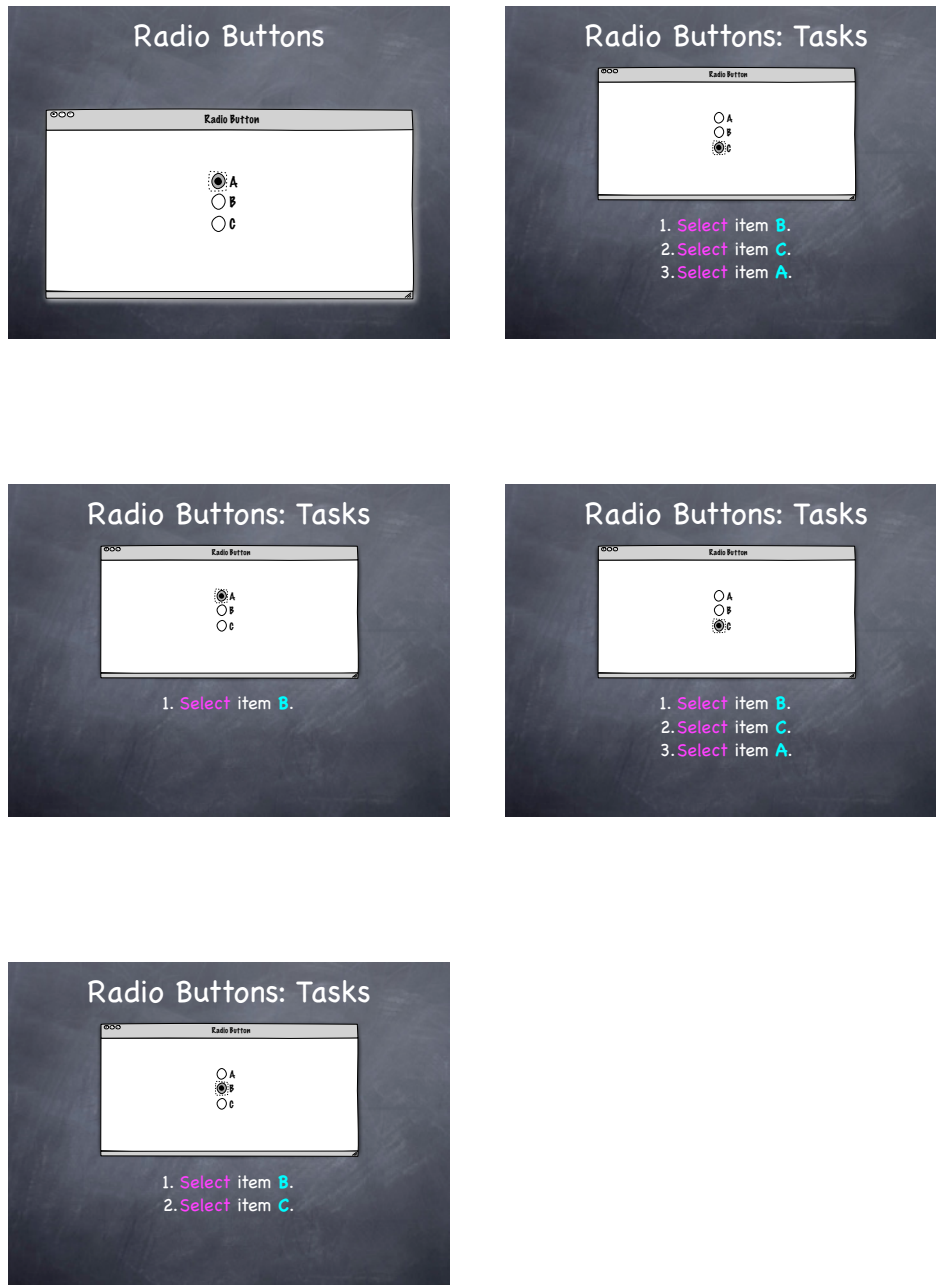 Radio Buttons
Radio Button
A
B
C
Radio Buttons: Tasks
Radio Button
A
B
C
1. Select item B.
2. Select item C.
3. Select item A.
Radio Buttons: Tasks
Radio Button
A
B
C
1. Select item B.
Radio Buttons: Tasks
Radio Button
A
B
C
1. Select item B.
2. Select item C.
3. Select item A.
Radio Buttons: Tasks
Radio Button
A
B
C
1. Select item B.
2. Select item C.